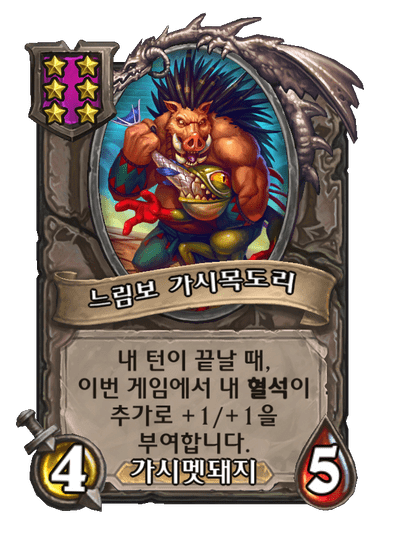 느림보 가시목도리
내 턴이 끝날 때,
이번 게임에서 내 혈석이
추가로 +1/+1을
부여합니다.
가시멧돼지
4
5